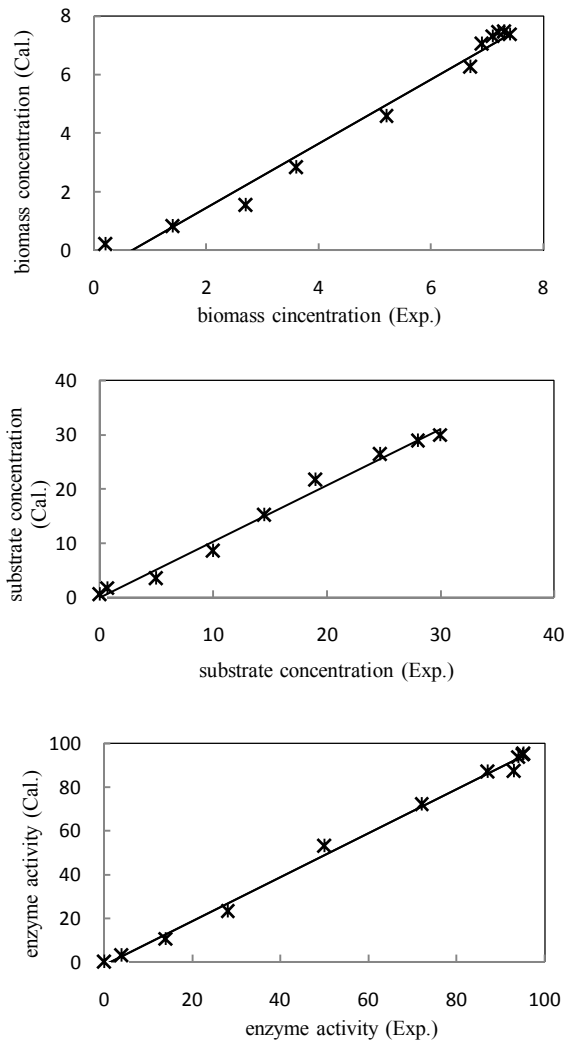 biomass concentration (Cal.)
8
6
4
2
0
0 2 4 6 8
biomass cincentration (Exp.)
substrate concentration
(Cal.)
40
30
20
10
0
0 10 20 30 40
substrate concentration (Exp.)
enzyme activity (Cal.)
100
80
60
40
20
0
0 20 40 60 80 100
enzyme activity (Exp.)